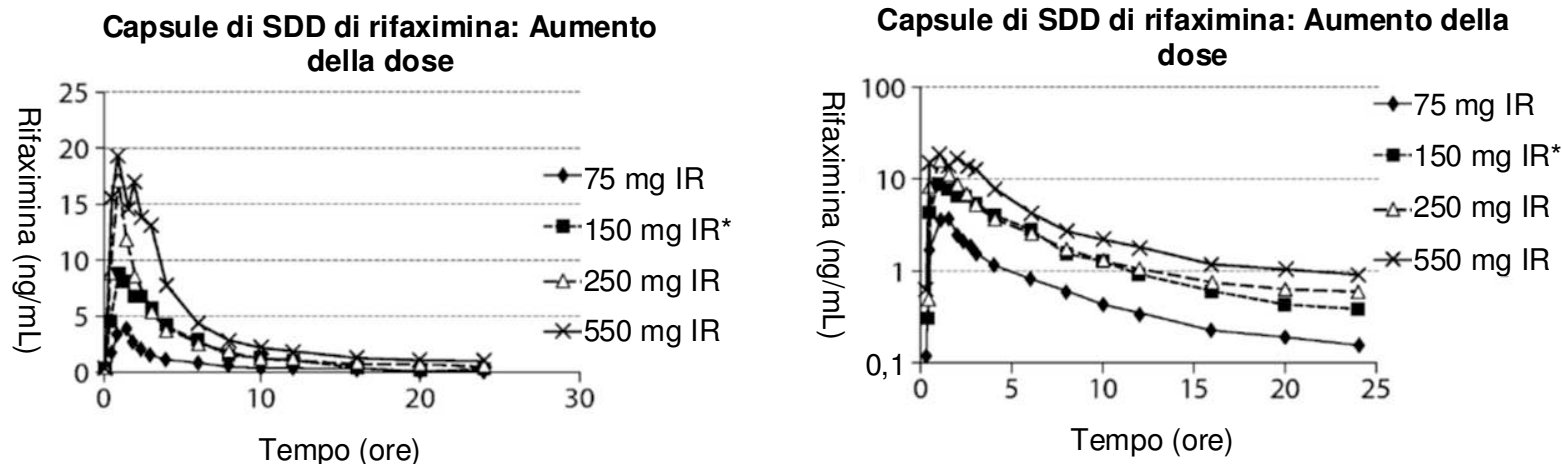 Capsule di SDD di rifaximina: Aumento
della dose
Rifaximina (ng/mL)
25
20
15
10
5
0
0
10
20
30
Tempo (ore)
75 mg IR
150 mg IR*
250 mg IR
550 mg IR
Capsule di SDD di rifaximina: Aumento della
dose
Rifaximina (ng/mL)
100
10
1
0,1
0
5
10
15
20
25
Tempo (ore)
75 mg IR
150 mg IR*
250 mg IR
550 mg IR